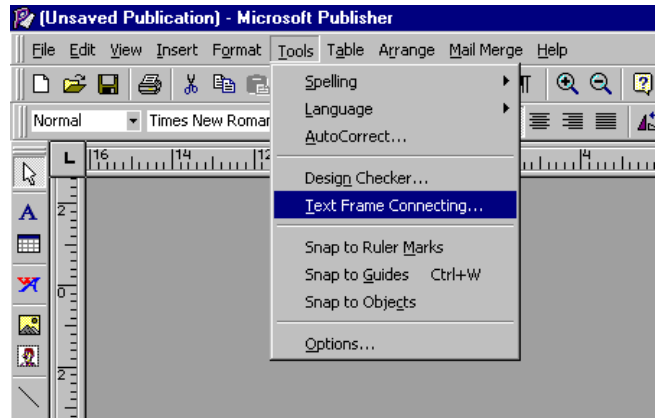 (Unsaved Publication) - Microsoft Publisher
File Edit View Insert Format Tools Table Arrange Mail Merge Help
Normal Times New Roman
Spelling
Language
AutoCorrect...
Design Checker...
Text Frame Connecting...
Snap to Ruler Marks
Snap to Guides Ctrl+W
Snap to Objects
Options...
L 16 14 12 4
A
2
0
2